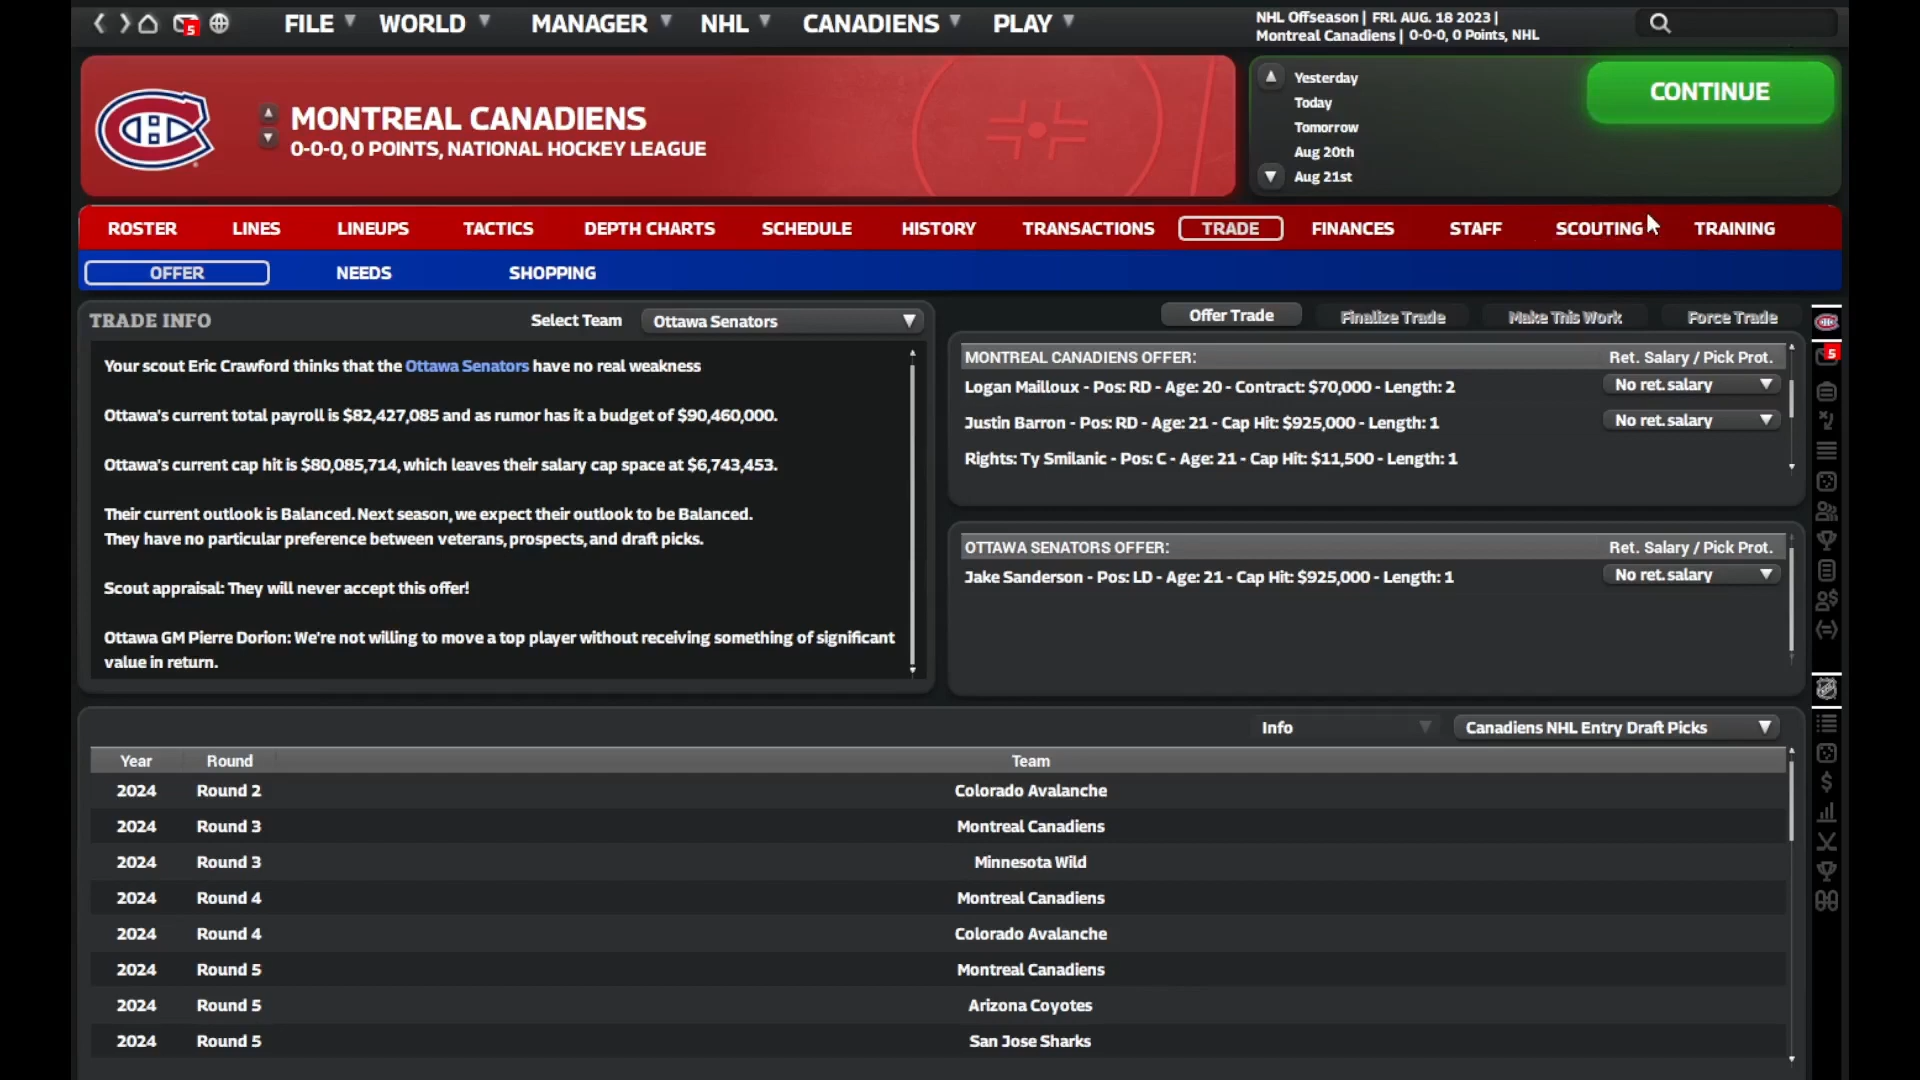 5
FILE
WORLD
MANAGER
NHL
CANADIENS
PLAY
NHL Offseason | FRI. AUG. 18 2023 |
Montreal Canadiens | 0-0-0, 0 Points, NHL
MONTREAL CANADIENS
0-0-0, 0 POINTS, NATIONAL HOCKEY LEAGUE
Yesterday
Today
Tomorrow
Aug 20th
Aug 21st
CONTINUE
ROSTER
LINES
LINEUPS
TACTICS
DEPTH CHARTS
SCHEDULE
HISTORY
TRANSACTIONS
TRADE
FINANCES
STAFF
SCOUTING
TRAINING
OFFER
NEEDS
SHOPPING
TRADE INFO
Select Team
Ottawa Senators
Your scout Eric Crawford thinks that the Ottawa Senators have no real weakness
Ottawa's current total payroll is $82,427,085 and as rumor has it a budget of $90,460,000.
Ottawa's current cap hit is $80,085,714, which leaves their salary cap space at $6,743,453.
Their current outlook is Balanced. Next season, we expect their outlook to be Balanced.
They have no particular preference between veterans, prospects, and draft picks.
Scout appraisal: They will never accept this offer!
Ottawa GM Pierre Dorion: We're not willing to move a top player without receiving something of significant
value in return.
Offer Trade
Finalize Trade
Make This Work
Force Trade
MONTREAL CANADIENS OFFER: Ret. Salary / Pick Prot.
Logan Mailloux - Pos: RD - Age: 20 - Contract: $70,000 - Length: 2 No ret. salary
Justin Barron - Pos: RD - Age: 21 - Cap Hit: $925,000 - Length: 1 No ret. salary
Rights: Ty Smilanic - Pos: C - Age: 21 - Cap Hit: $11,500 - Length: 1
OTTAWA SENATORS OFFER: Ret. Salary / Pick Prot.
Jake Sanderson - Pos: LD - Age: 21 - Cap Hit: $925,000 - Length: 1 No ret. salary
5
Info
Canadiens NHL Entry Draft Picks
Year Round Team
2024 Round 2 Colorado Avalanche
2024 Round 3 Montreal Canadiens
2024 Round 3 Minnesota Wild
2024 Round 4 Montreal Canadiens
2024 Round 4 Colorado Avalanche
2024 Round 5 Montreal Canadiens
2024 Round 5 Arizona Coyotes
2024 Round 5 San Jose Sharks